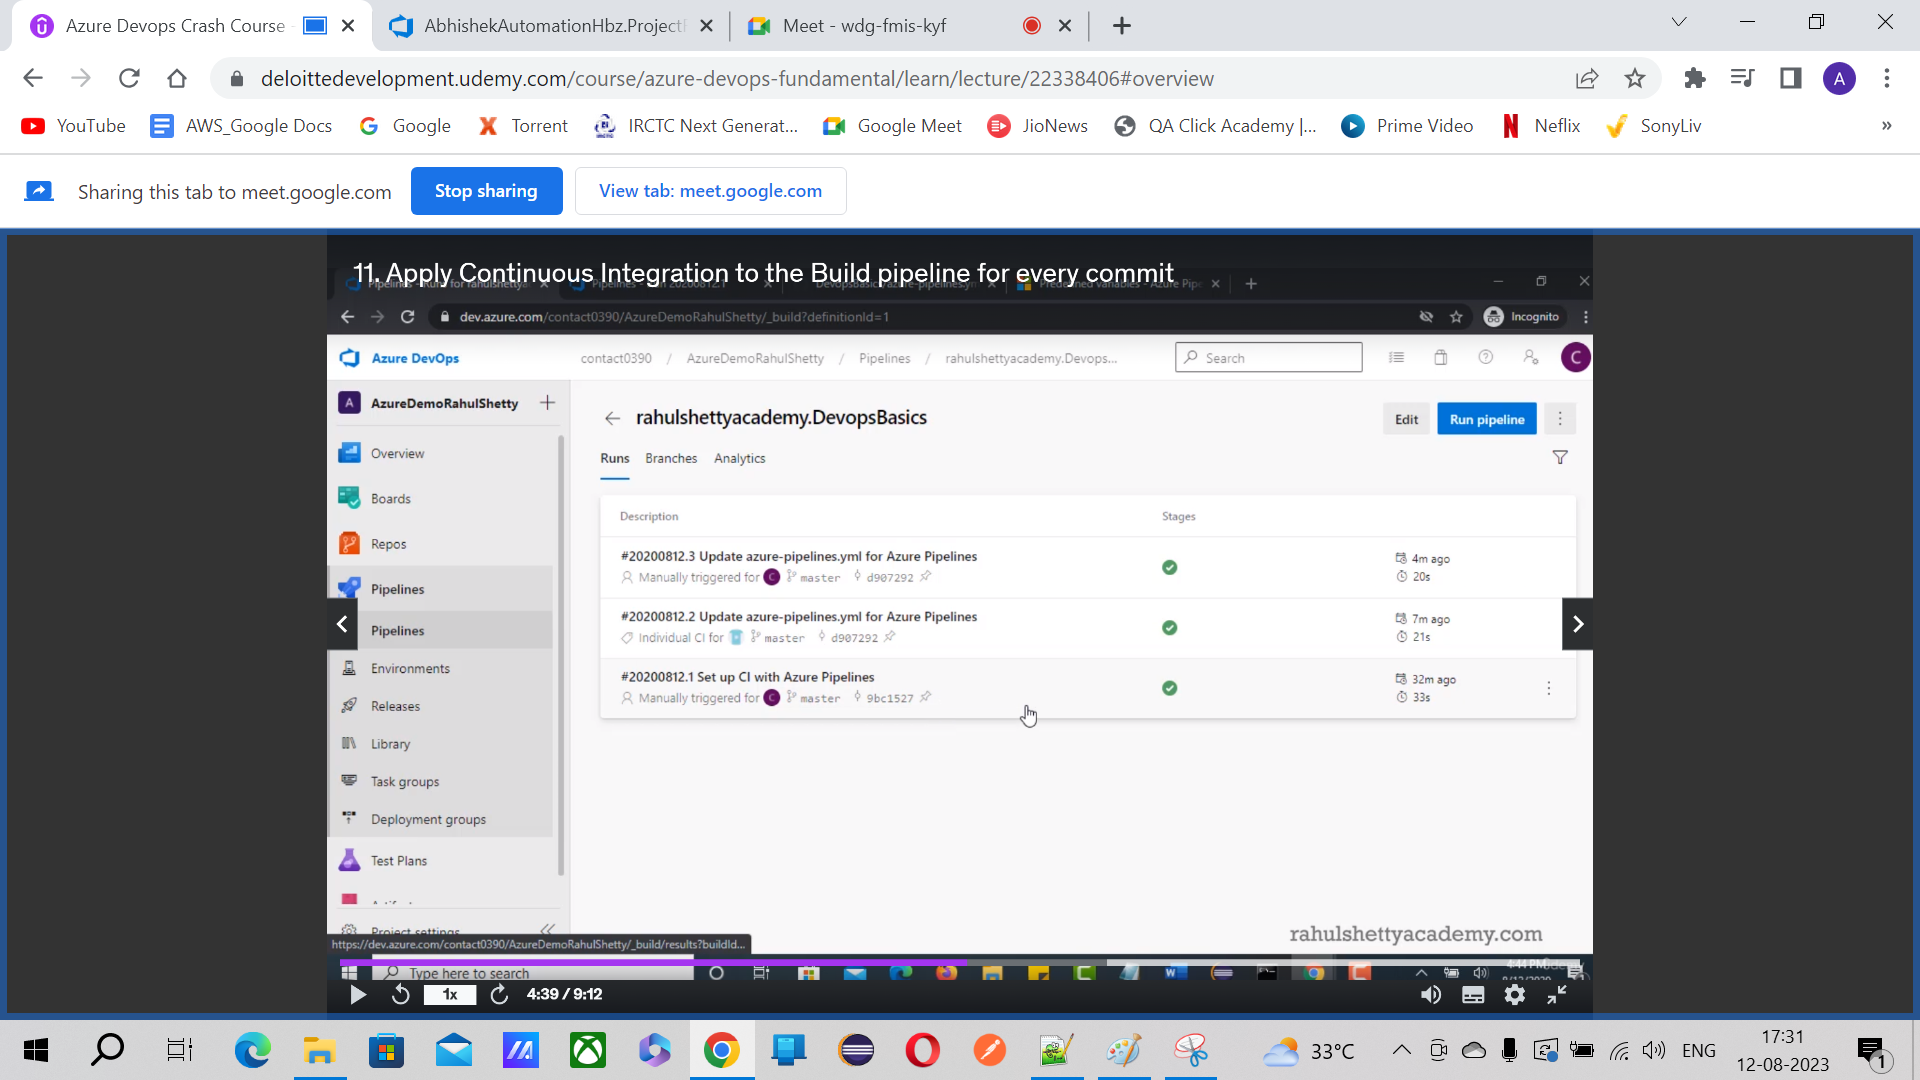 Azure Devops Crash Course
AbhishekAutomationHbz.Project
Meet - wdg-fmis-kyf
deloittedevelopment.udemy.com/course/azure-devops-fundamental/learn/lecture/22338406#overview
A
YouTube
AWS_Google Docs
Google
Torrent
IRCTC Next Generat...
Google Meet
JioNews
QA Click Academy |...
Prime Video
Neflix
SonyLiv
»
Sharing this tab to meet.google.com
Stop sharing
View tab: meet.google.com
11. Apply Continuous Integration to the Build pipeline for every commit
dev.azure.com/contact0390/AzureDemoRahulShetty/_build?definitionId=1
Incognito
Azure DevOps
contact0390 / AzureDemoRahulShetty / Pipelines / rahulshettyacademy.Devops...
Search
C
A AzureDemoRahulShetty
rahulshettyacademy.DevopsBasics
Edit
Run pipeline
Overview
Boards
Repos
Pipelines
Pipelines
Environments
Releases
Library
Task groups
Deployment groups
Test Plans
Project settings
Runs Branches Analytics
Description Stages
#20200812.3 Update azure-pipelines.yml for Azure Pipelines
Manually triggered for C master d907292
4m ago
20s
#20200812.2 Update azure-pipelines.yml for Azure Pipelines
Individual CI for master d907292
7m ago
21s
#20200812.1 Set up CI with Azure Pipelines
Manually triggered for C master 9bc1527
32m ago
33s
rahulshettyacademy.com
https://dev.azure.com/contact0390/AzureDemoRahulShetty/_build/results?buildId...
Type here to search
4:44 PM
1x
4:39 / 9:12
33°C
ENG
17:31
12-08-2023
1